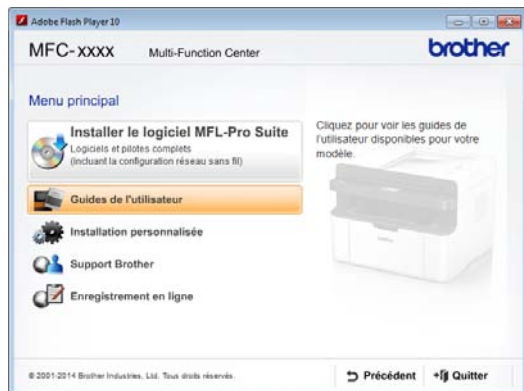 Adobe Flash Player 10
MFC-xxxx Multi-Function Center brother
Menu principal
Installer le logiciel MFL-Pro Suite
Logiciels et pilotes complets
(incluant la configuration réseau sans fil)
Guides de l'utilisateur
Installation personnalisée
Support Brother
Enregistrement en ligne
Cliquez pour voir les guides de
l'utilisateur disponibles pour votre
modèle.
© 2001-2014 Brother Industries, Ltd. Tous droits réservés.
Précédent
Quitter